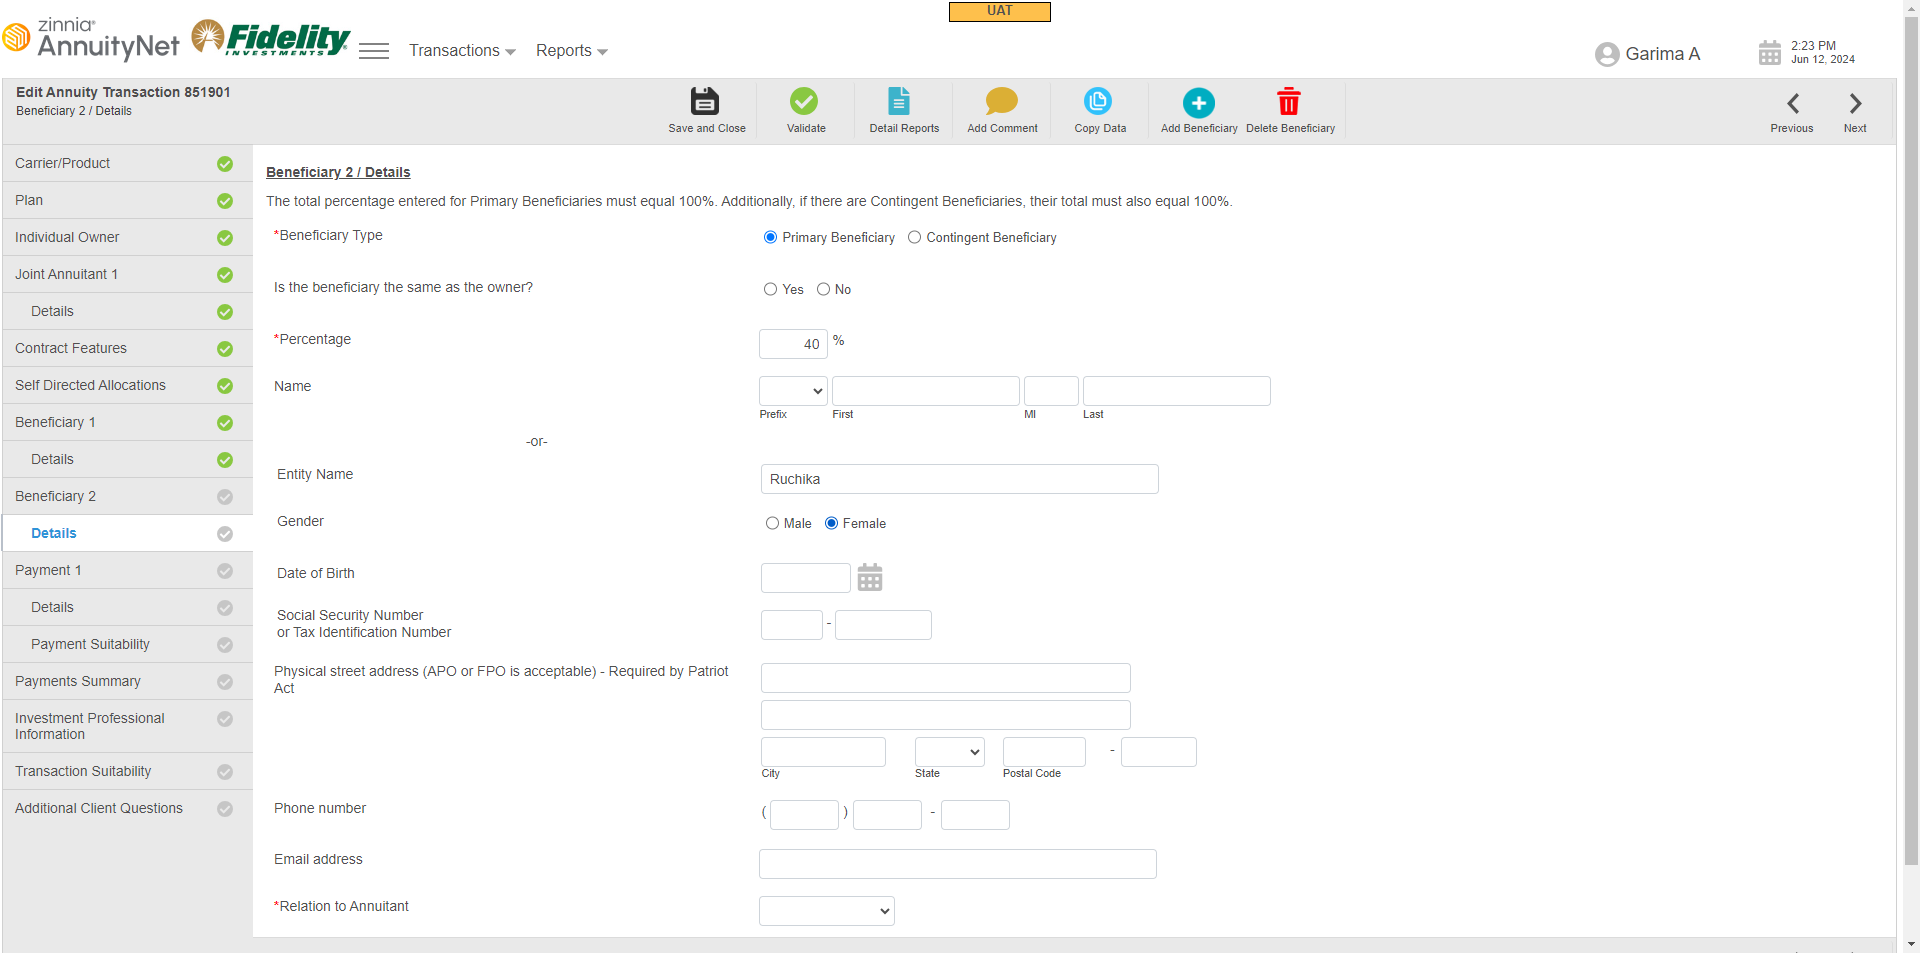 UAT
zinnia
AnnuityNet
Fidelity
INVESTMENTS
Transactions
Reports
Garima A
2:23 PM
Jun 12, 2024
Edit Annuity Transaction 851901
Beneficiary 2 / Details
Save and Close
Validate
Detail Reports
Add Comment
Copy Data
Add Beneficiary
Delete Beneficiary
Previous
Next
Carrier/Product
Plan
Individual Owner
Joint Annuitant 1
Details
Contract Features
Self Directed Allocations
Beneficiary 1
Details
Beneficiary 2
Details
Payment 1
Details
Payment Suitability
Payments Summary
Investment Professional
Information
Transaction Suitability
Additional Client Questions
Beneficiary 2 / Details
The total percentage entered for Primary Beneficiaries must equal 100%. Additionally, if there are Contingent Beneficiaries, their total must also equal 100%.
*Beneficiary Type
Primary Beneficiary
Contingent Beneficiary
Is the beneficiary the same as the owner?
Yes
No
*Percentage
40 %
Name
Prefix
First
MI
Last
-or-
Entity Name
Ruchika
Gender
Male
Female
Date of Birth
Social Security Number
or Tax Identification Number
-
Physical street address (APO or FPO is acceptable) - Required by Patriot
Act
City
State
Postal Code
-
Phone number
( ) -
Email address
*Relation to Annuitant